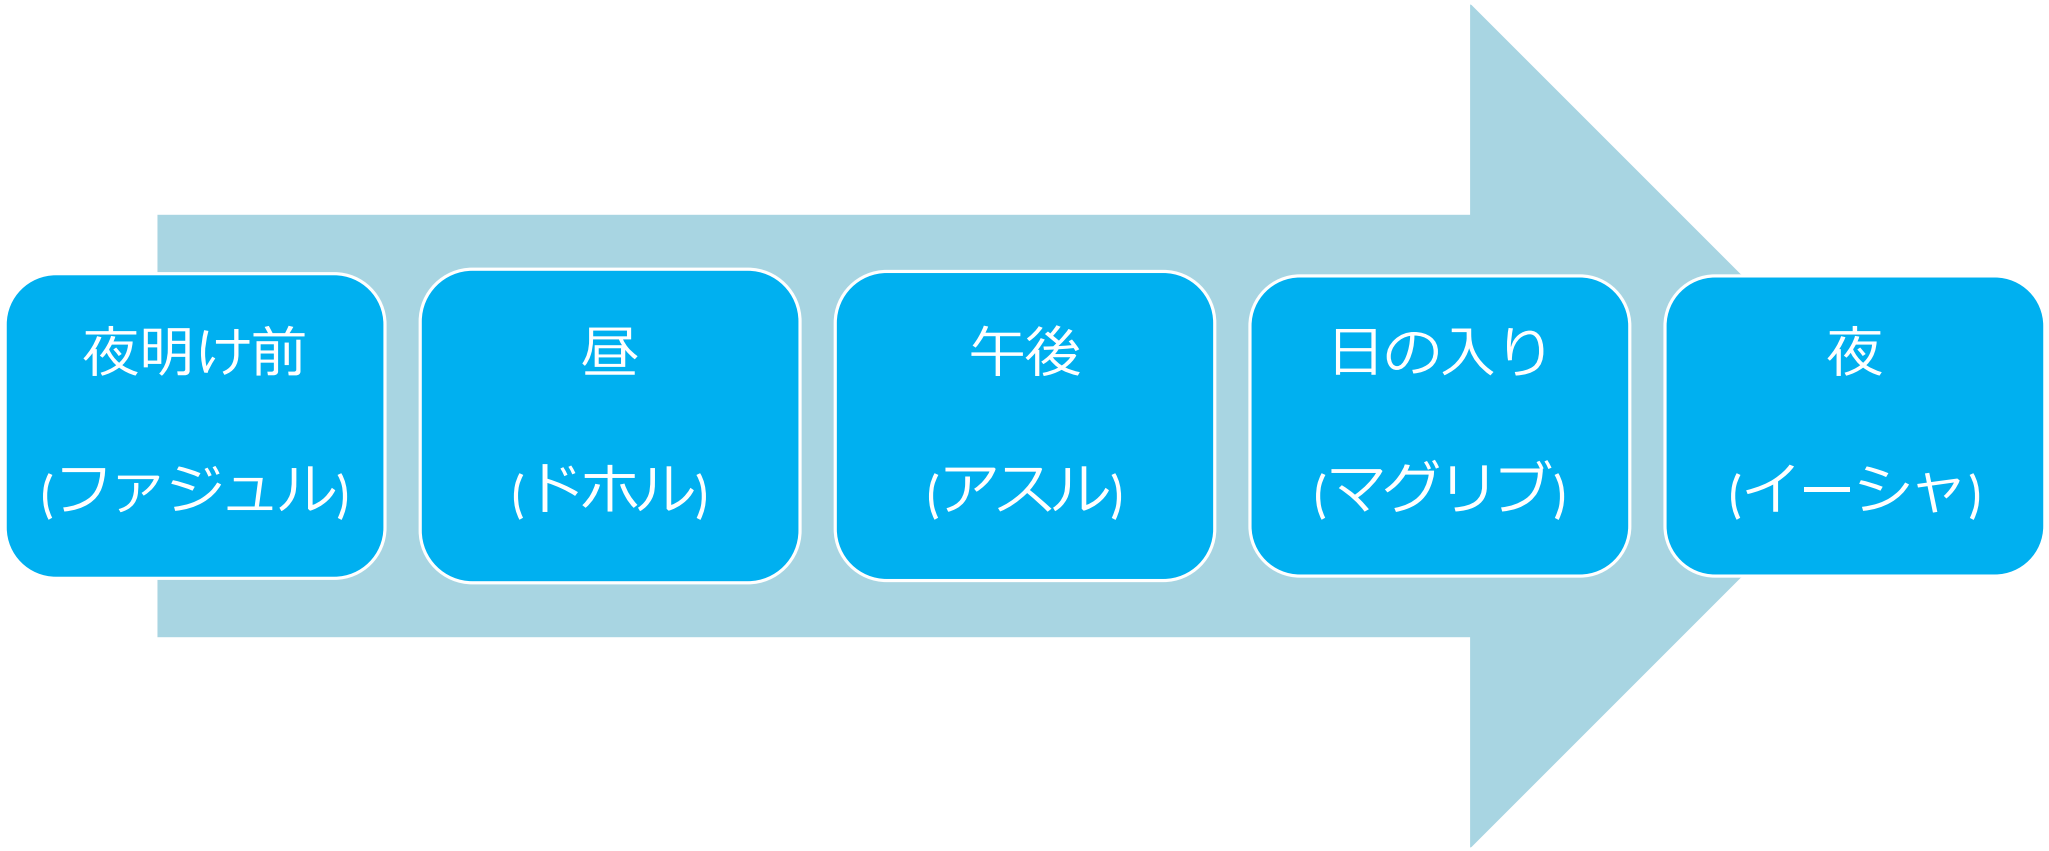 夜明け前
(ファジュル)
昼
(ドホル)
午後
(アスル)
日の入り
(マグリブ)
夜
(イーシャ)